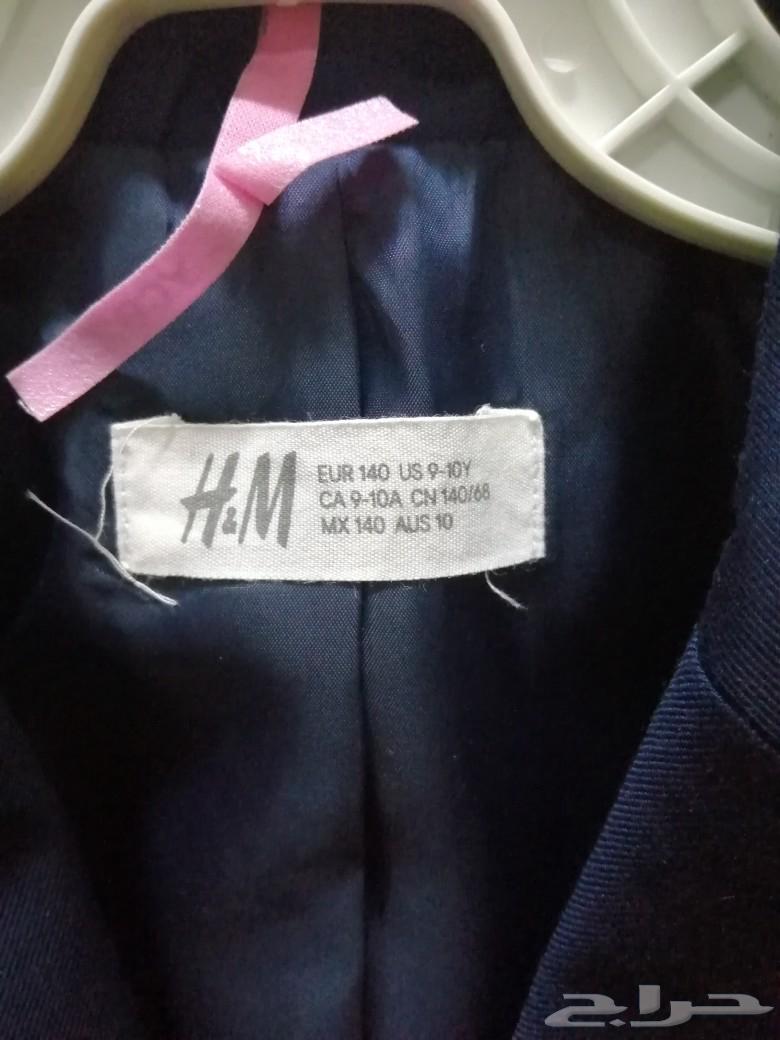 H&M
EUR 140 US 9-10Y
CA 9-10A CN 140/68
MX 140 AUS 10
حراج